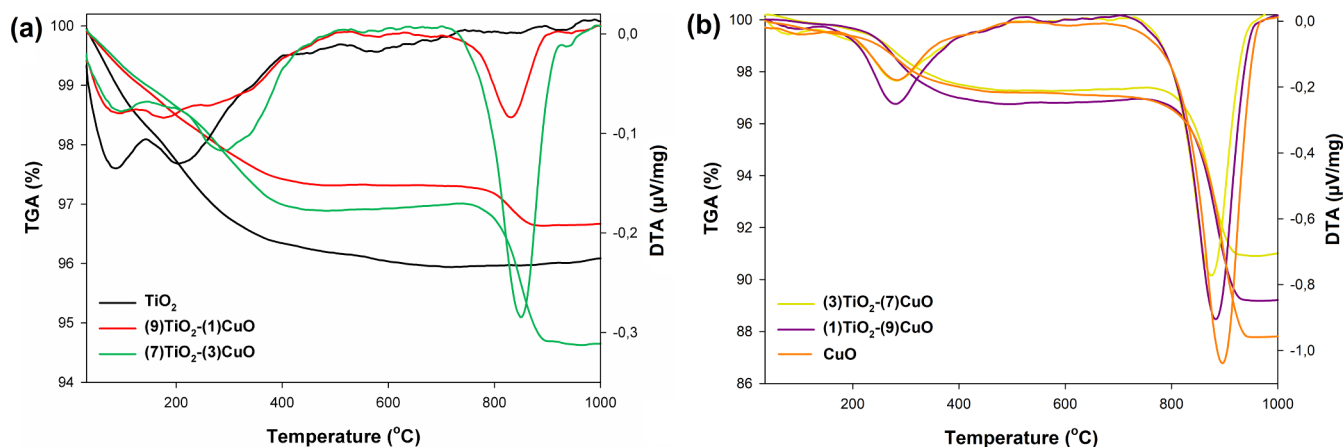 (a)
100
99
98
97
96
95
94
TGA (%)
0,0
-0,1
-0,2
-0,3
DTA (µV/mg)
TiO₂
(9)TiO₂-(1)CuO
(7)TiO₂-(3)CuO
200 400 600 800 1000
Temperature (°C)
(b)
100
98
96
94
92
90
88
86
TGA (%)
0,0
-0,2
-0,4
-0,6
-0,8
-1,0
DTA (µV/mg)
(3)TiO₂-(7)CuO
(1)TiO₂-(9)CuO
CuO
200 400 600 800 1000
Temperature (°C)